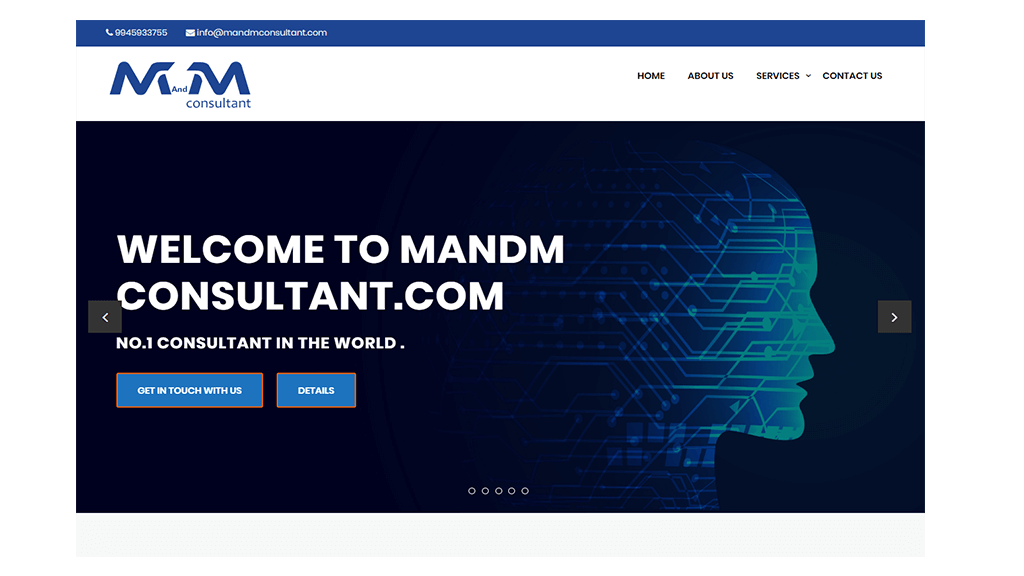 9945933755 info@mandmconsultant.com
M And M
consultant
HOME ABOUT US SERVICES CONTACT US
WELCOME TO MANDM
CONSULTANT.COM
NO.1 CONSULTANT IN THE WORLD .
GET IN TOUCH WITH US DETAILS